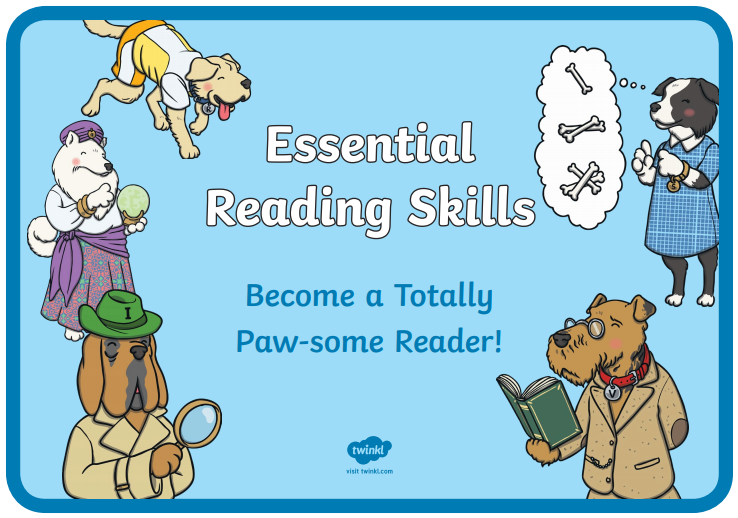 Essential
Reading Skills
Become a Totally
Paw-some Reader!
I
V
twinkl
visit twinkl.com